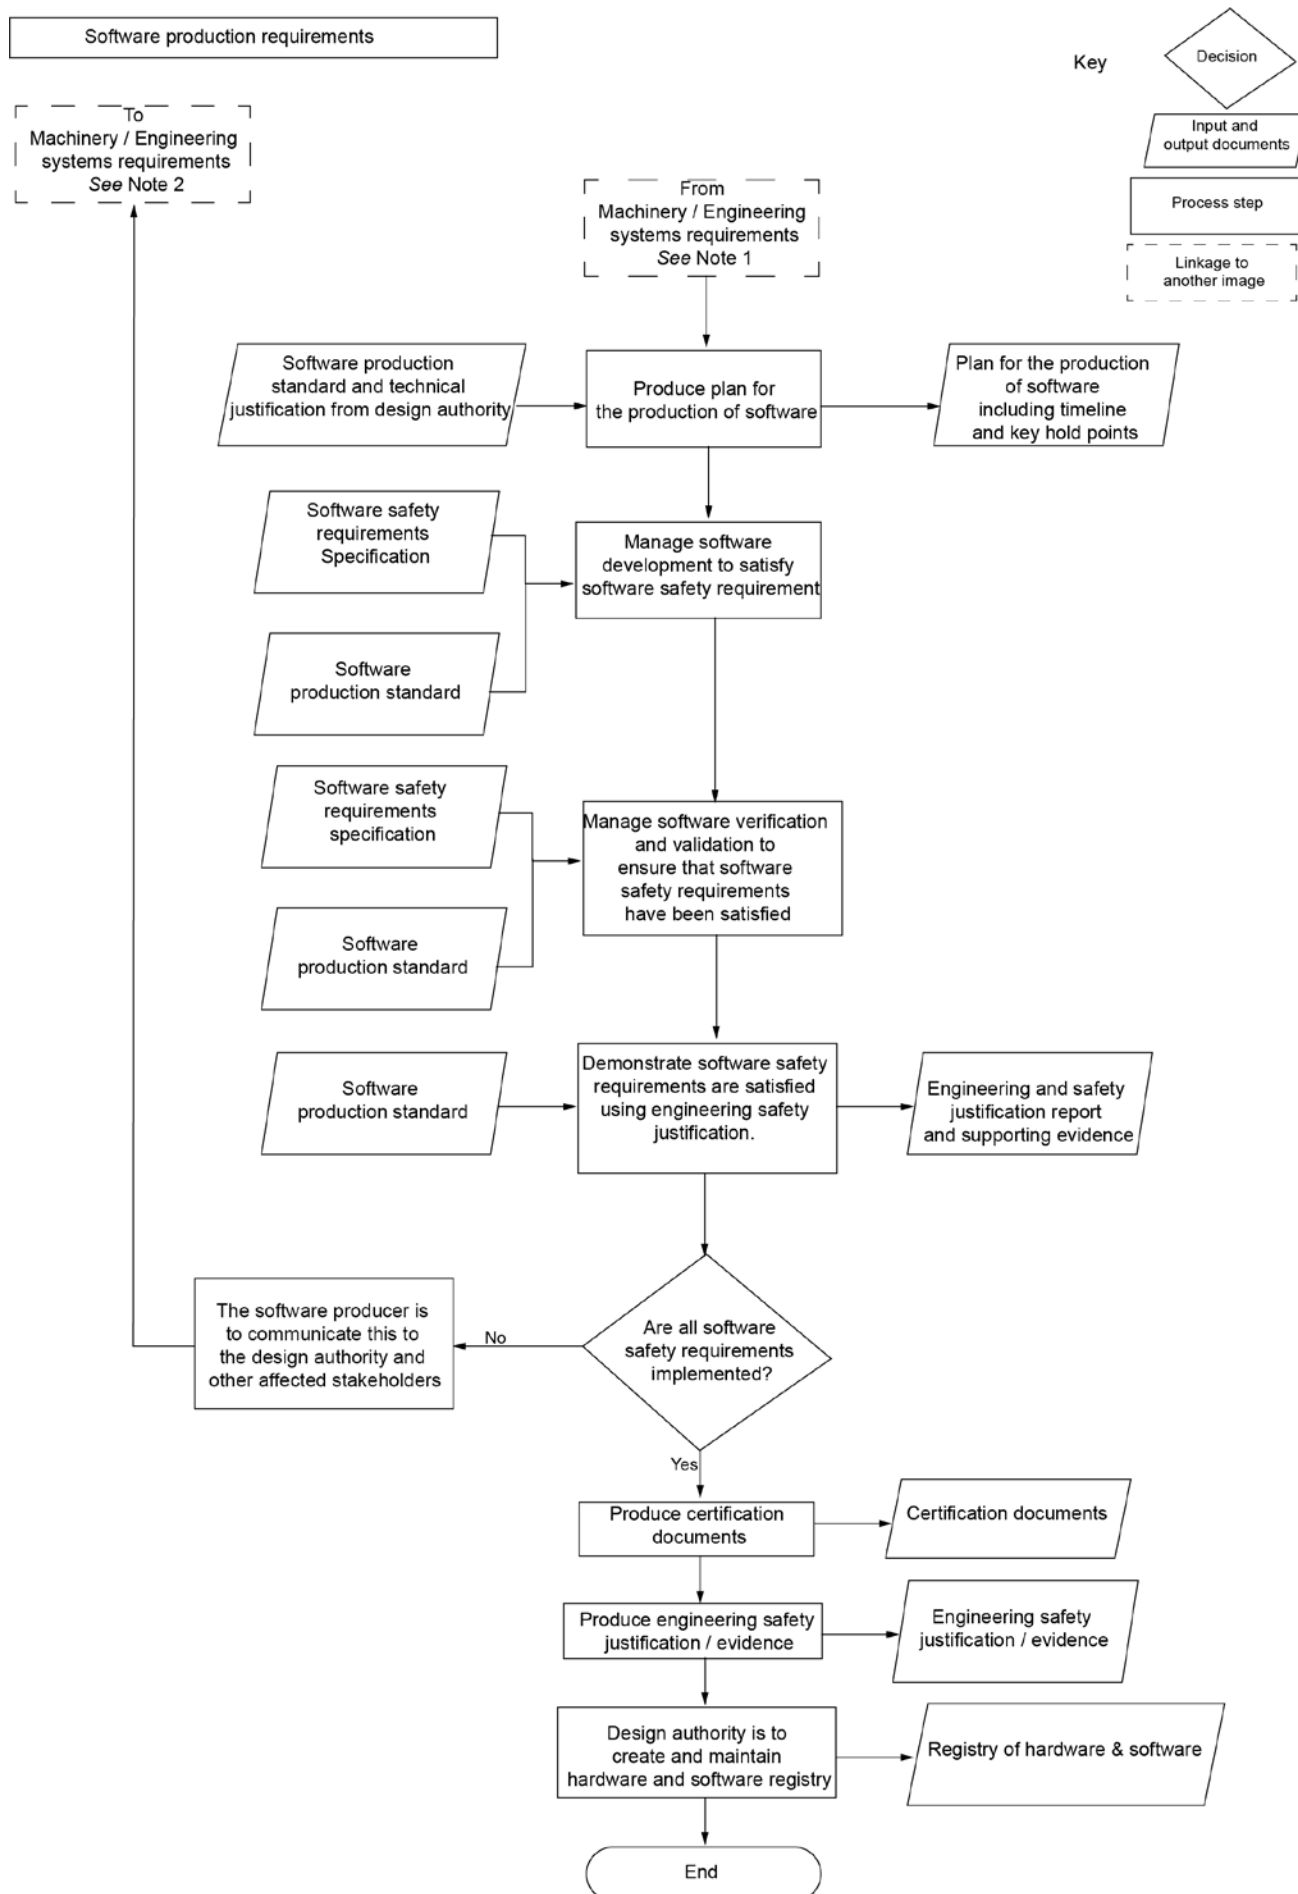 Software production requirements
Key
Decision
Input and
output documents
Process step
Linkage to
another image
To
Machinery / Engineering
systems requirements
See Note 2
From
Machinery / Engineering
systems requirements
See Note 1
Software production
standard and technical
justification from design authority
Produce plan for
the production of software
Plan for the production
of software
including timeline
and key hold points
Software safety
requirements
Specification
Manage software
development to satisfy
software safety requirement
Software
production standard
Software safety
requirements
specification
Manage software verification
and validation to
ensure that software
safety requirements
have been satisfied
Software
production standard
Software
production standard
Demonstrate software safety
requirements are satisfied
using engineering safety
justification.
Engineering and safety
justification report
and supporting evidence
The software producer is
to communicate this to
the design authority and
other affected stakeholders
No
Are all software
safety requirements
implemented?
Yes
Produce certification
documents
Certification documents
Produce engineering safety
justification / evidence
Engineering safety
justification / evidence
Design authority is to
create and maintain
hardware and software registry
Registry of hardware & software
End